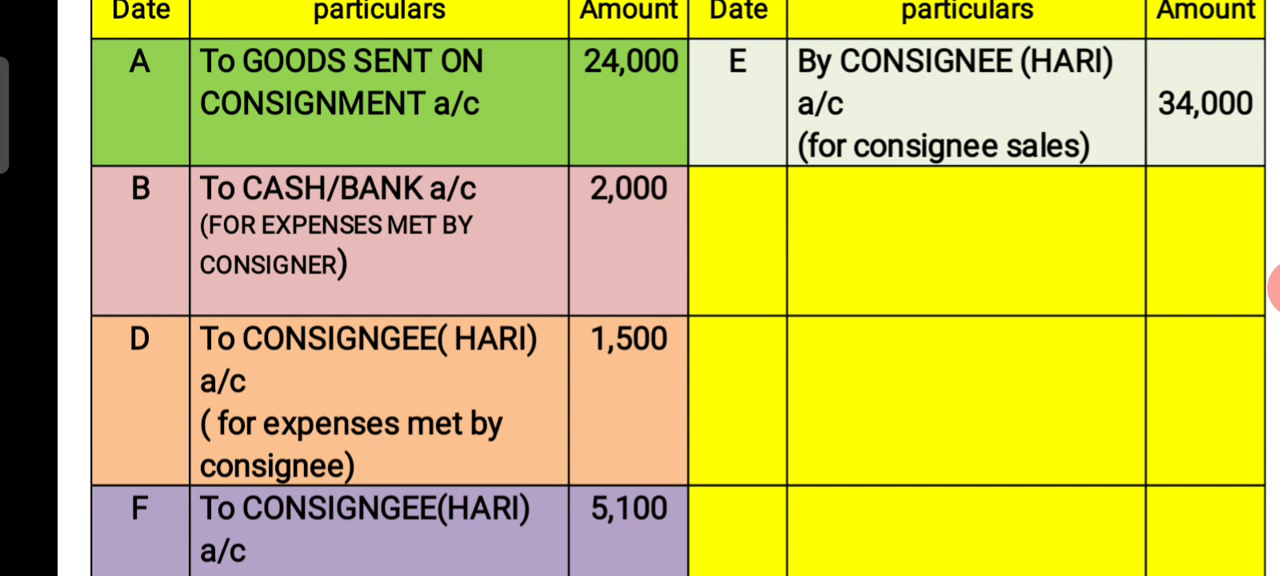 Date particulars Amount Date particulars Amount
A To GOODS SENT ON 24,000 E By CONSIGNEE (HARI)
CONSIGNMENT a/c a/c 34,000
(for consignee sales)
B To CASH/BANK a/c 2,000
(FOR EXPENSES MET BY
CONSIGNER)
D To CONSIGNGEE( HARI) 1,500
a/c
( for expenses met by
consignee)
F To CONSIGNGEE(HARI) 5,100
a/c